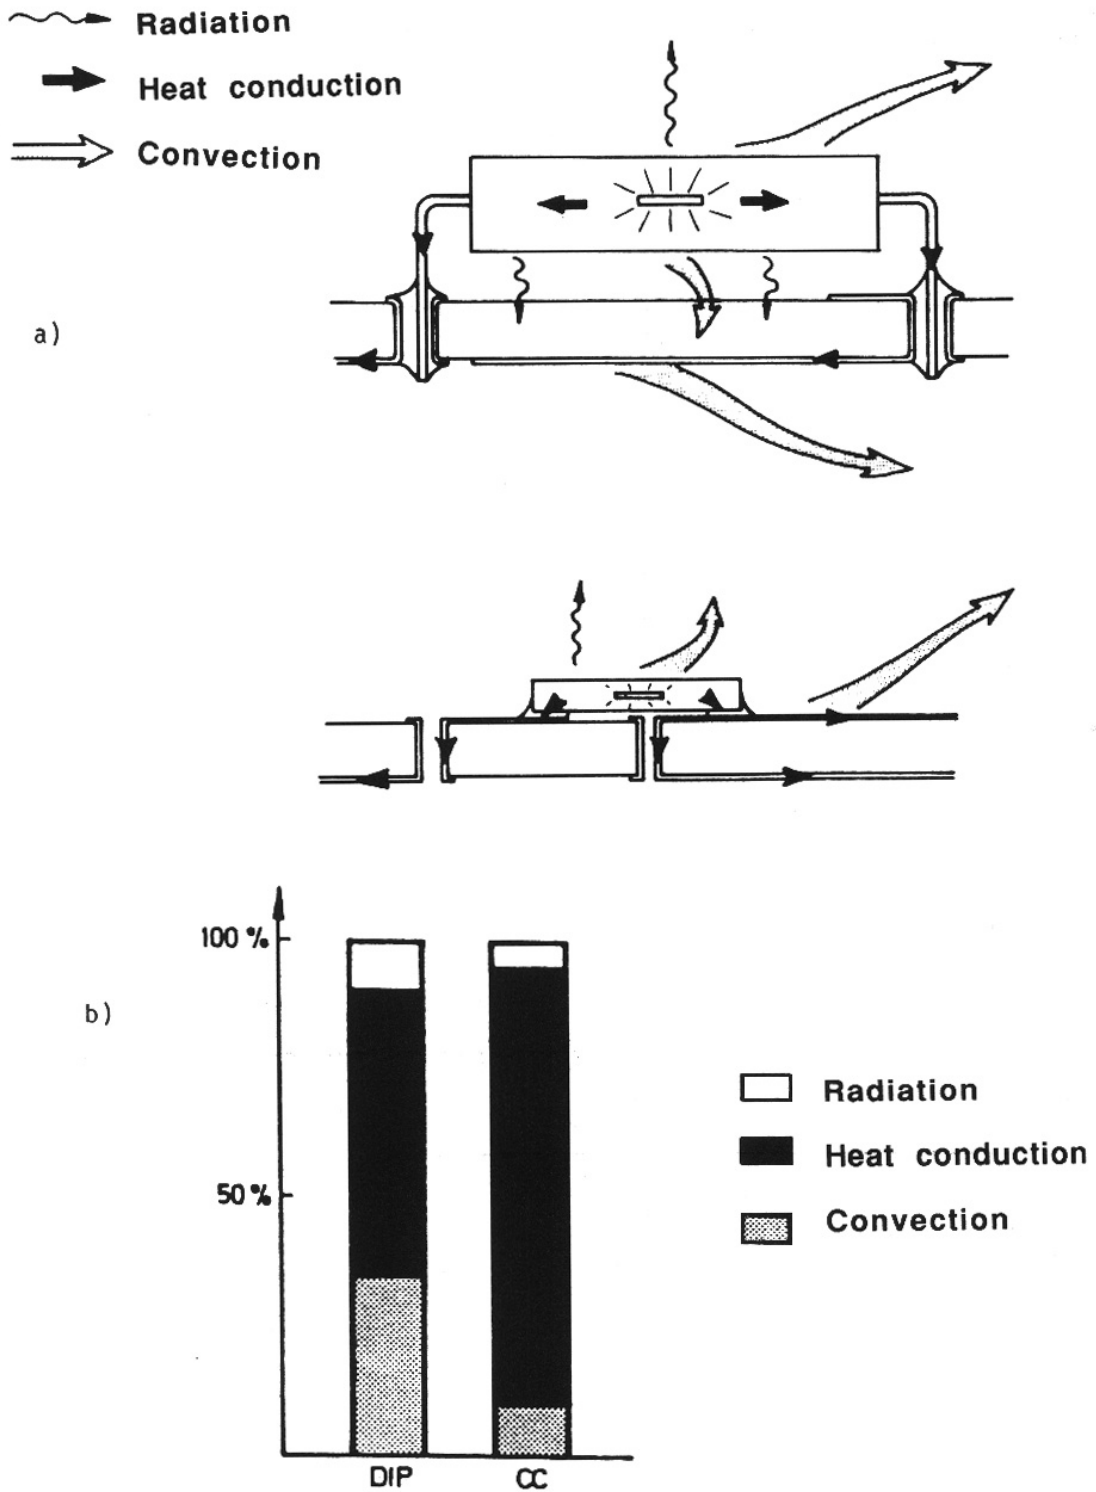 Radiation
Heat conduction
Convection
a)
100 %
b)
50 %
Radiation
Heat conduction
Convection
DIP
CC